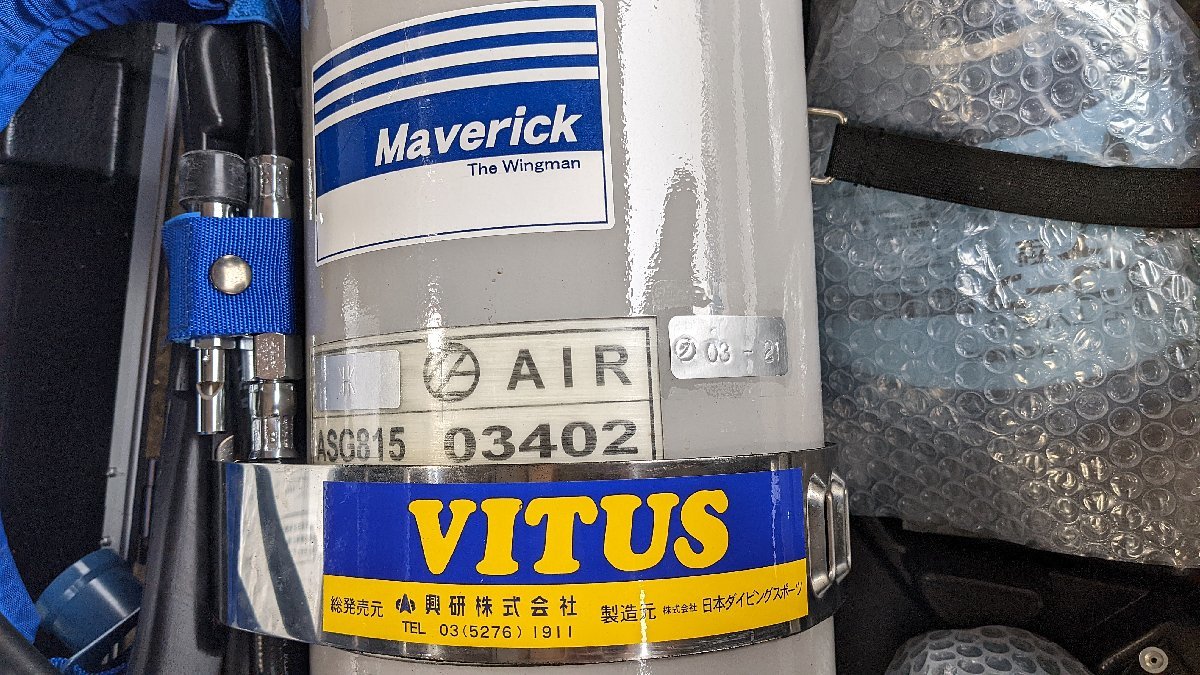 Maverick
The Wingman
AIR
03 - 21
ASG815 03402
VITUS
総発売元 興研株式会社 製造元 株式会社 日本ダイビングスポーツ
TEL 03(5276)1911